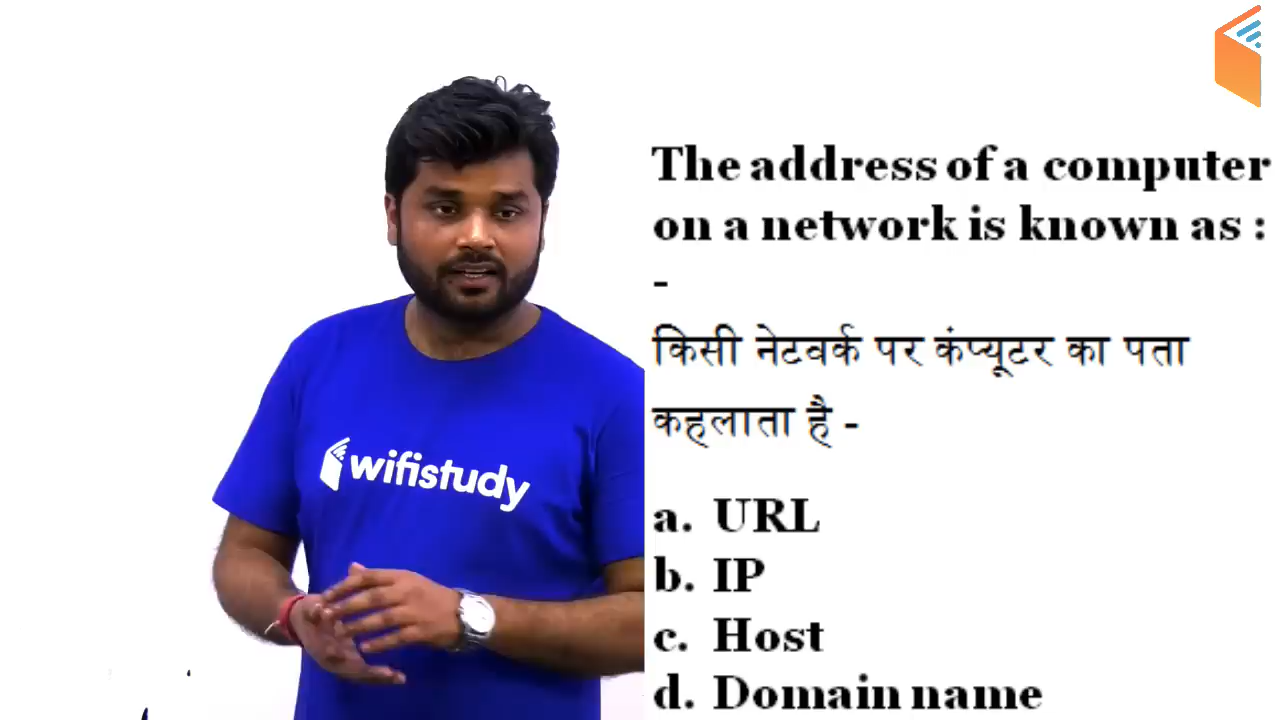 wifistudy
The address of a computer
on a network is known as :
-
किसी नेटवर्क पर कंप्यूटर का पता
कहलाता है -
a. URL
b. IP
c. Host
d. Domain name